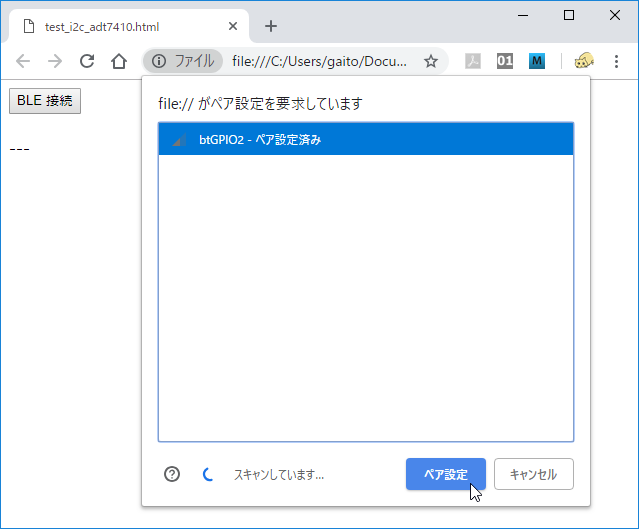 test_i2c_adt7410.html
ファイル file:///C:/Users/gaito/Docu... 01 M
BLE 接続
file:// がペア設定を要求しています
btGPIO2 - ペア設定済み
---
スキャンしています... ペア設定 キャンセル